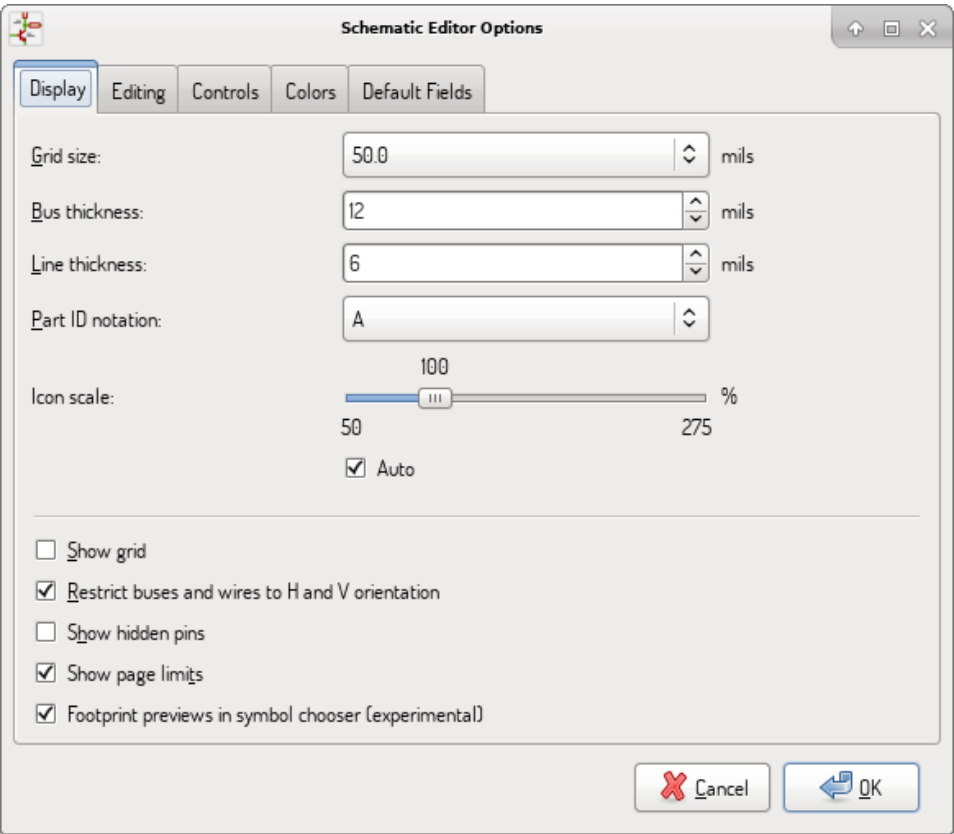 Schematic Editor Options
Display Editing Controls Colors Default Fields
Grid size: 50.0 mils
Bus thickness: 12 mils
Line thickness: 6 mils
Part ID notation: A
100
Icon scale: %
50 275
Auto
Show grid
Restrict buses and wires to H and V orientation
Show hidden pins
Show page limits
Footprint previews in symbol chooser (experimental)
Cancel OK